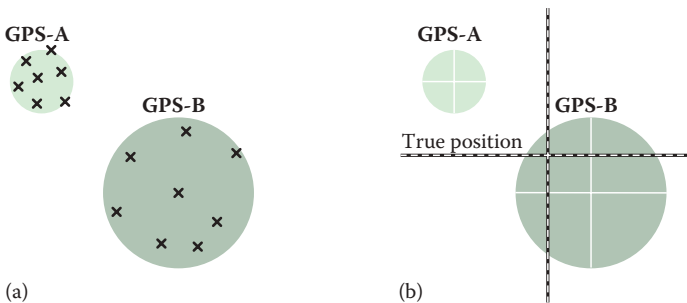 GPS-A
GPS-B
(a)
GPS-A
GPS-B
True position
(b)